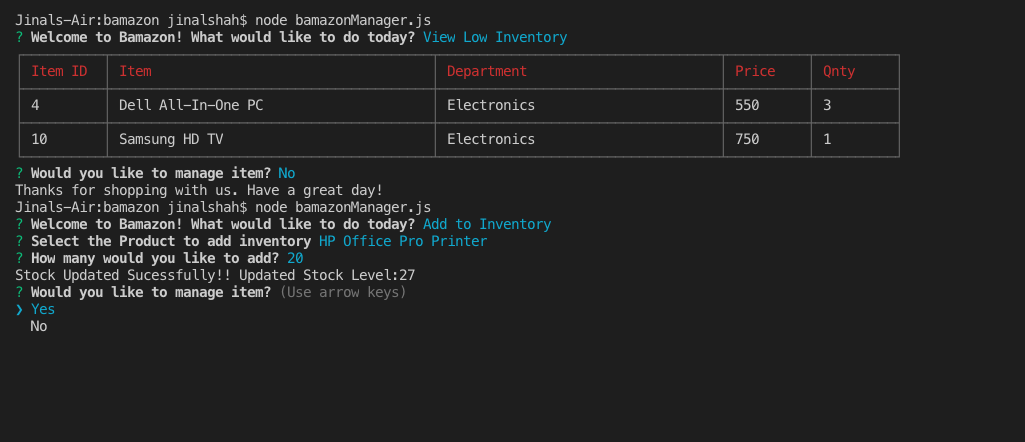 Jinals-Air:bamazon jinalshah$ node bamazonManager.js
? Welcome to Bamazon! What would like to do today? View Low Inventory
Item ID Item Department Price Qnty
4 Dell All-In-One PC Electronics 550 3
10 Samsung HD TV Electronics 750 1
? Would you like to manage item? No
Thanks for shopping with us. Have a great day!
Jinals-Air:bamazon jinalshah$ node bamazonManager.js
? Welcome to Bamazon! What would like to do today? Add to Inventory
? Select the Product to add inventory HP Office Pro Printer
? How many would you like to add? 20
Stock Updated Sucessfully!! Updated Stock Level:27
? Would you like to manage item? (Use arrow keys)
❯ Yes
No